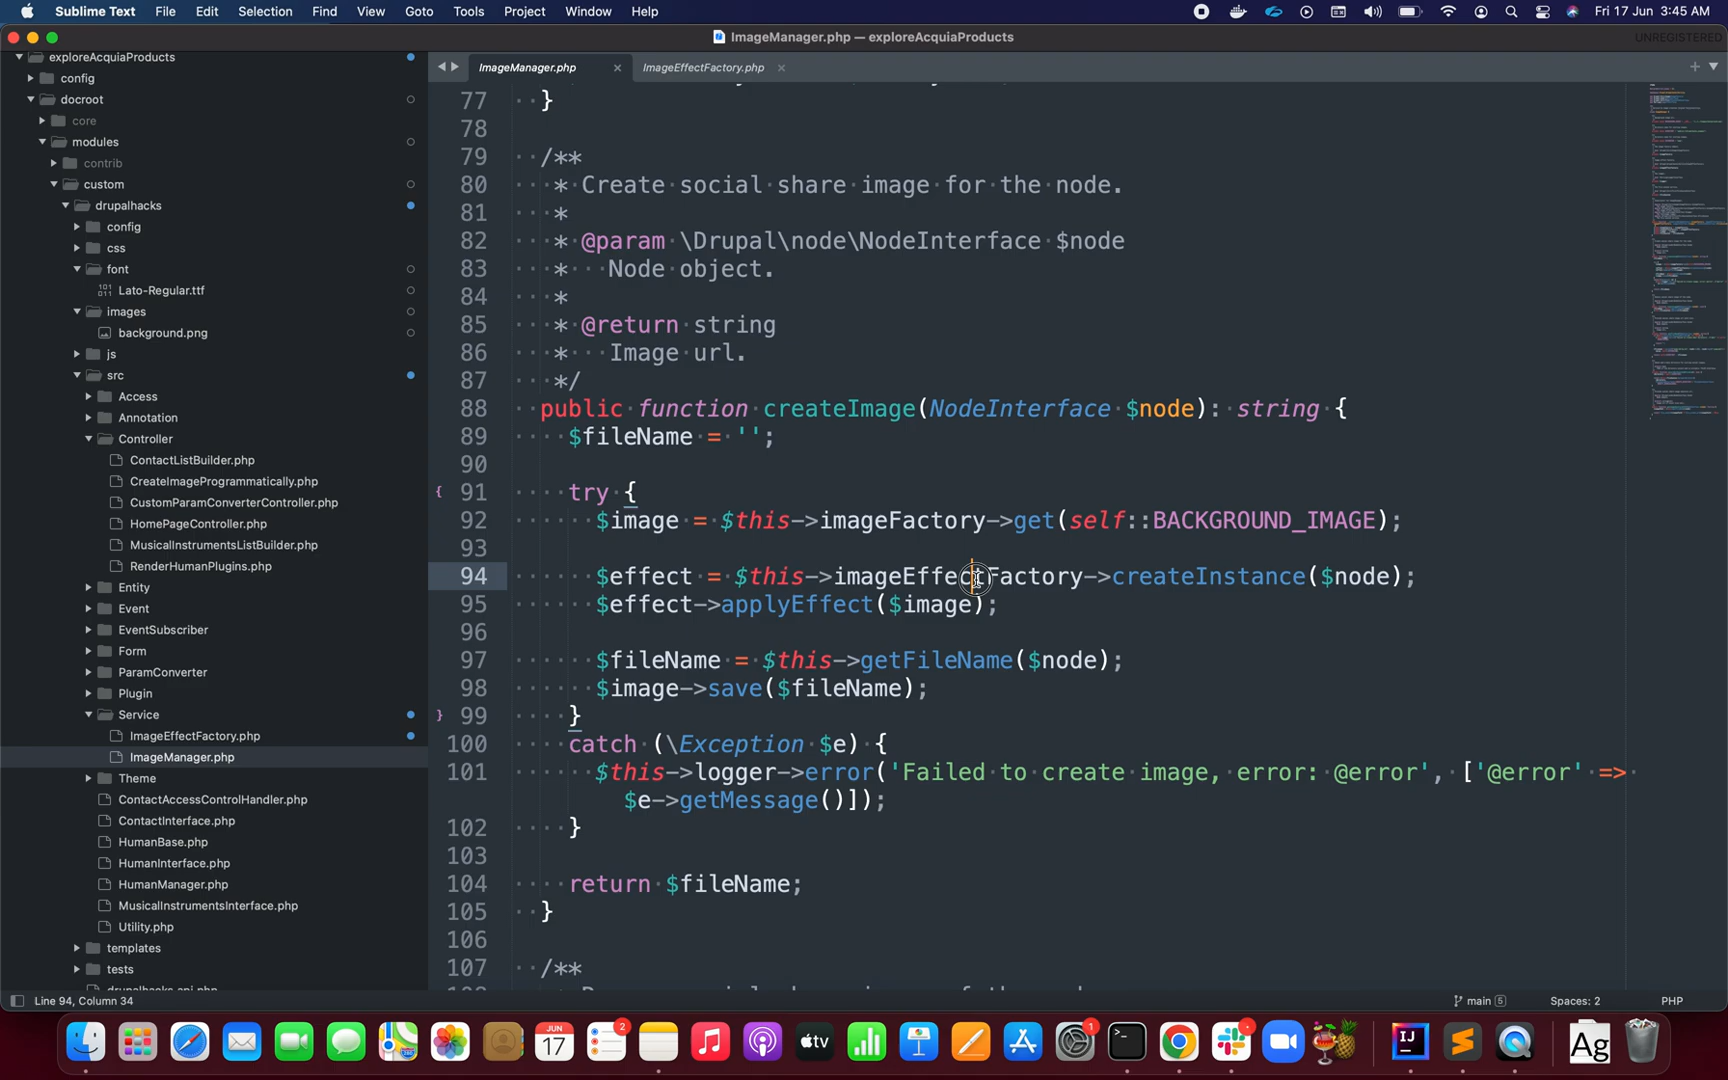 Sublime Text File Edit Selection Find View Goto Tools Project Window Help Fri 17 Jun 3:45 AM
ImageManager.php — exploreAcquiaProducts UNREGISTERED
exploreAcquiaProducts
config
docroot
core
modules
contrib
custom
drupalhacks
config
css
font
Lato-Regular.ttf
images
background.png
js
src
Access
Annotation
Controller
ContactListBuilder.php
CreateImageProgrammatically.php
CustomParamConverterController.php
HomePageController.php
MusicalInstrumentsListBuilder.php
RenderHumanPlugins.php
Entity
Event
EventSubscriber
Form
ParamConverter
Plugin
Service
ImageEffectFactory.php
ImageManager.php
Theme
ContactAccessControlHandler.php
ContactInterface.php
HumanBase.php
HumanInterface.php
HumanManager.php
MusicalInstrumentsInterface.php
Utility.php
templates
tests
ImageManager.php × ImageEffectFactory.php ×
77 }
78
79 /**
80 * Create social share image for the node.
81 *
82 * @param \Drupal\node\NodeInterface $node
83 * Node object.
84 *
85 * @return string
86 * Image url.
87 */
88 public function createImage(NodeInterface $node): string {
89 $fileName = '';
90
91 try {
92 $image = $this->imageFactory->get(self::BACKGROUND_IMAGE);
93
94 $effect = $this->imageEffectFactory->createInstance($node);
95 $effect->applyEffect($image);
96
97 $fileName = $this->getFileName($node);
98 $image->save($fileName);
99 }
100 catch (\Exception $e) {
101 $this->logger->error('Failed to create image, error: @error', ['@error' =>
$e->getMessage()]);
102 }
103
104 return $fileName;
105 }
106
107 /**
Line 94, Column 34 main 5 Spaces: 2 PHP
JUN
17
2
tv
1
IJ
Ag